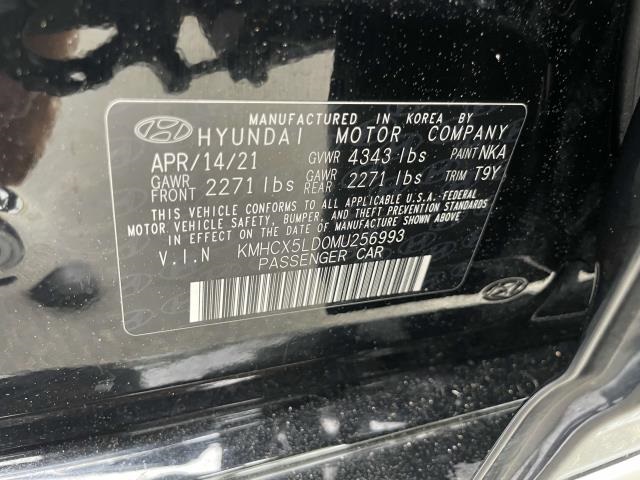 MANUFACTURED IN KOREA BY
HYUNDAI MOTOR COMPANY
APR/14/21 GVWR 4343 lbs PAINT NKA
GAWR FRONT 2271 lbs GAWR REAR 2271 lbs TRIM T9Y
THIS VEHICLE CONFORMS TO ALL APPLICABLE U.S.A.-FEDERAL
MOTOR VEHICLE SAFETY, BUMPER, AND THEFT PREVENTION STANDARDS
IN EFFECT ON THE DATE OF MANUFACTURE SHOWN ABOVE.
V.I.N KMHCX5LD0MU256993
PASSENGER CAR